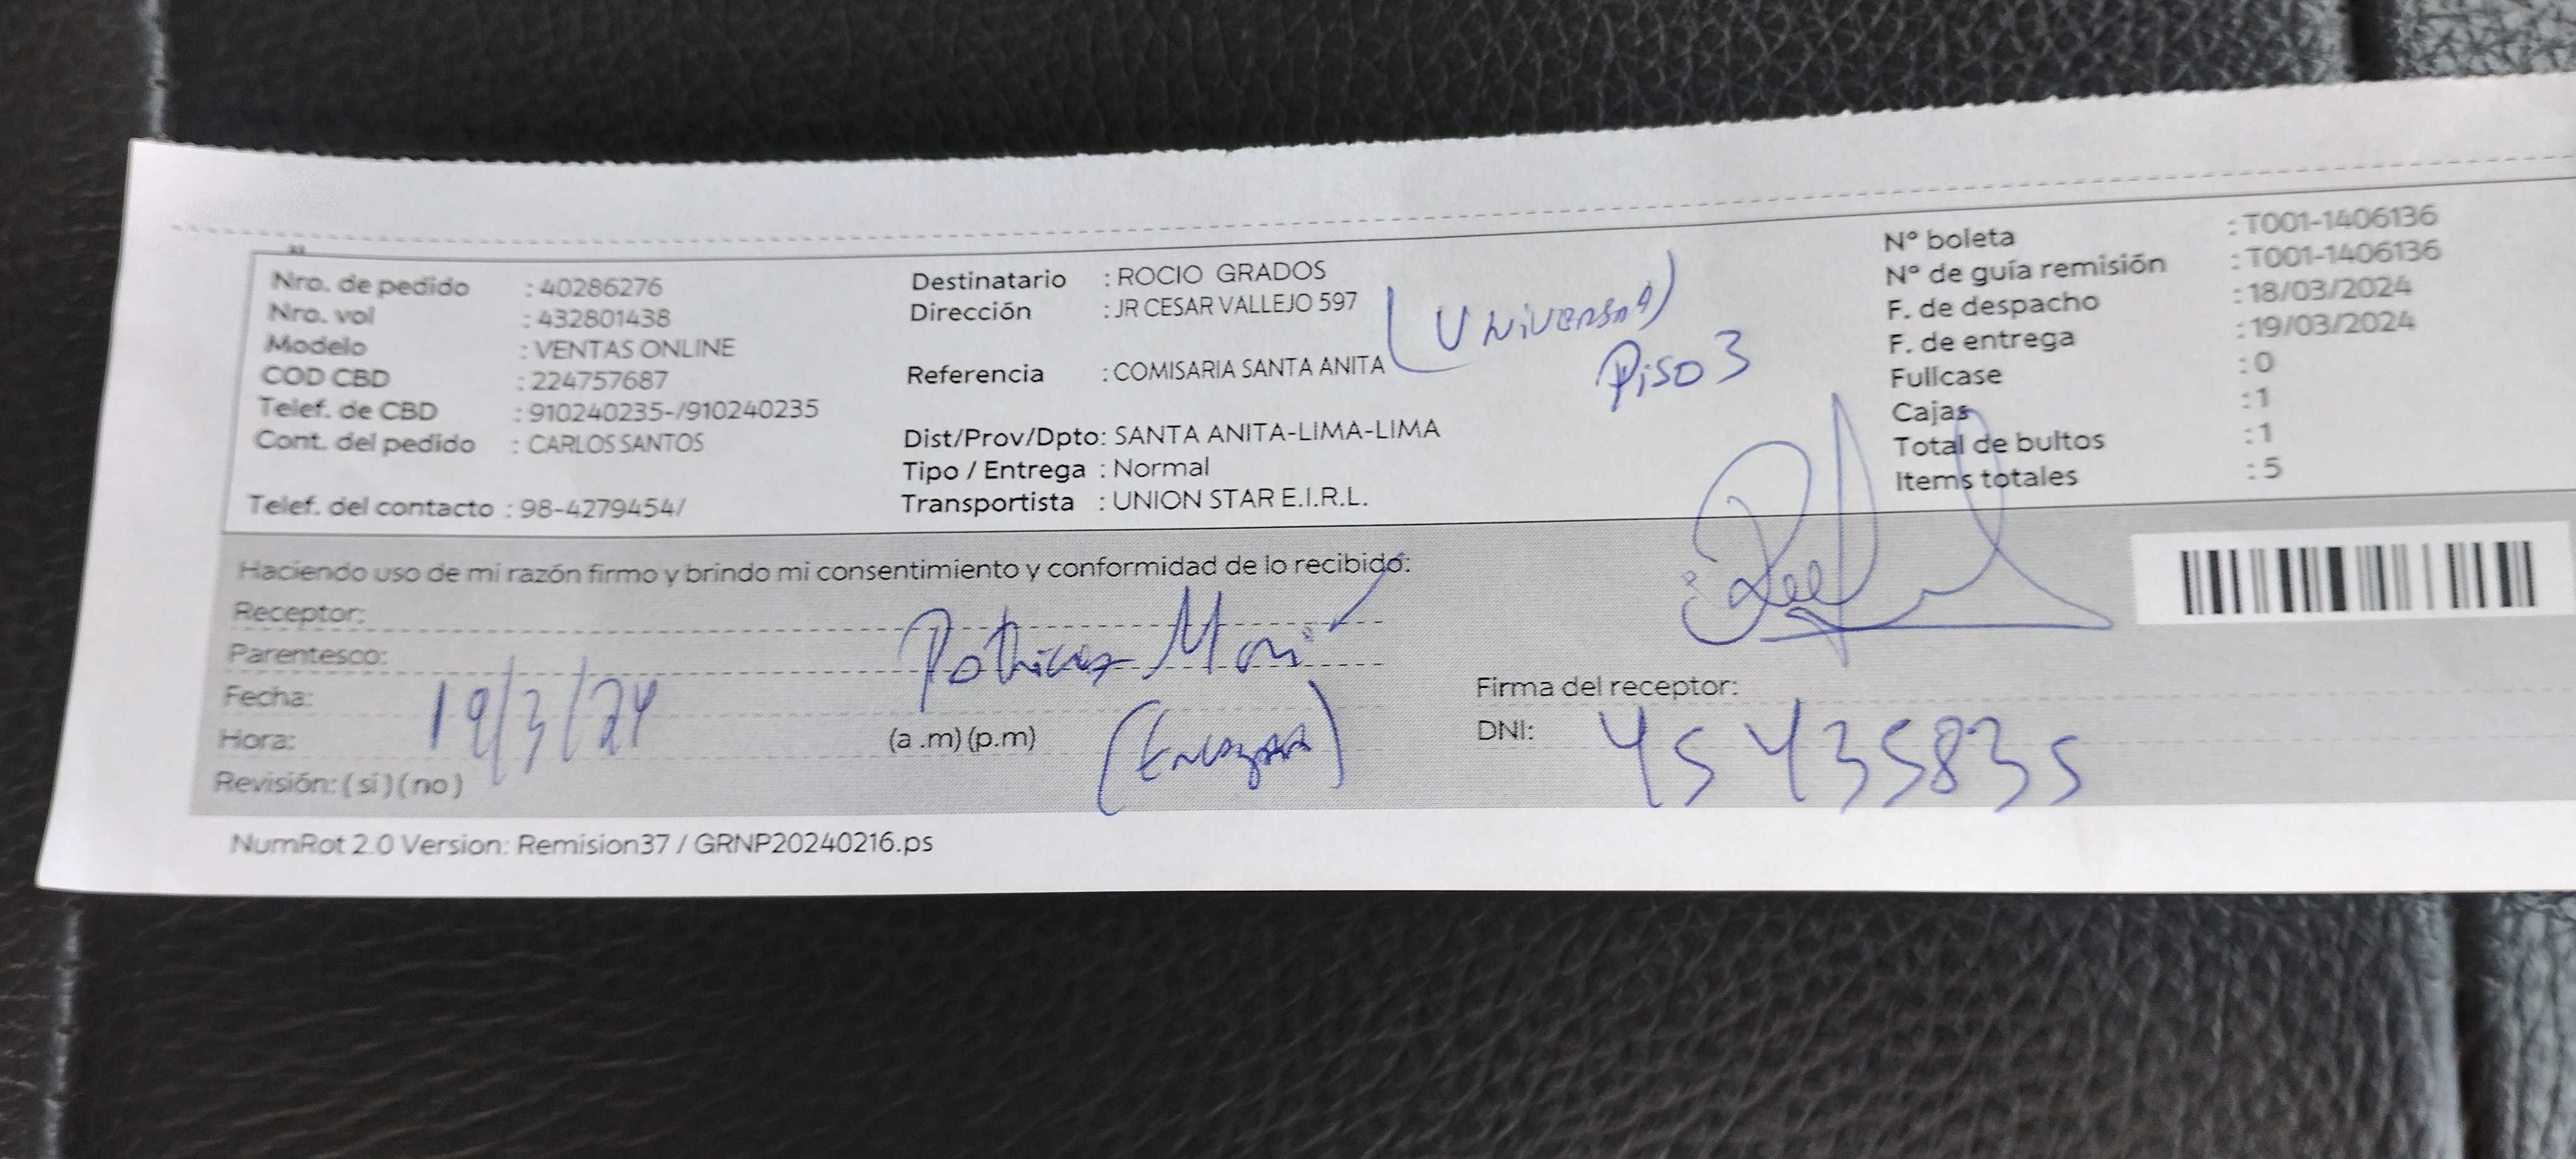 Nro. de pedido : 40286276
Nro. vol : 432801438
Modelo : VENTAS ONLINE
COD CBD : 224757687
Telef. de CBD : 910240235-/910240235
Cont. del pedido : CARLOS SANTOS
Telef. del contacto : 98-4279454/
Destinatario : ROCIO GRADOS
Dirección : JR CESAR VALLEJO 597
Referencia : COMISARIA SANTA ANITA
Dist/Prov/Dpto: SANTA ANITA-LIMA-LIMA
Tipo / Entrega : Normal
Transportista : UNION STAR E.I.R.L.
Piso 3
Nº boleta : T001-1406136
Nº de guía remisión : T001-1406136
F. de despacho : 18/03/2024
F. de entrega : 19/03/2024
Fullcase : 0
Cajas : 1
Total de bultos : 1
Items totales : 5
Haciendo uso de mi razón firmo y brindo mi consentimiento y conformidad de lo recibido:
Receptor:
Parentesco:
Fecha: 19/3/24
Hora: (a .m) (p.m)
Revisión: ( si ) ( no )
Firma del receptor:
DNI: 45435835
NumRot 2.0 Version: Remision37 / GRNP20240216.ps